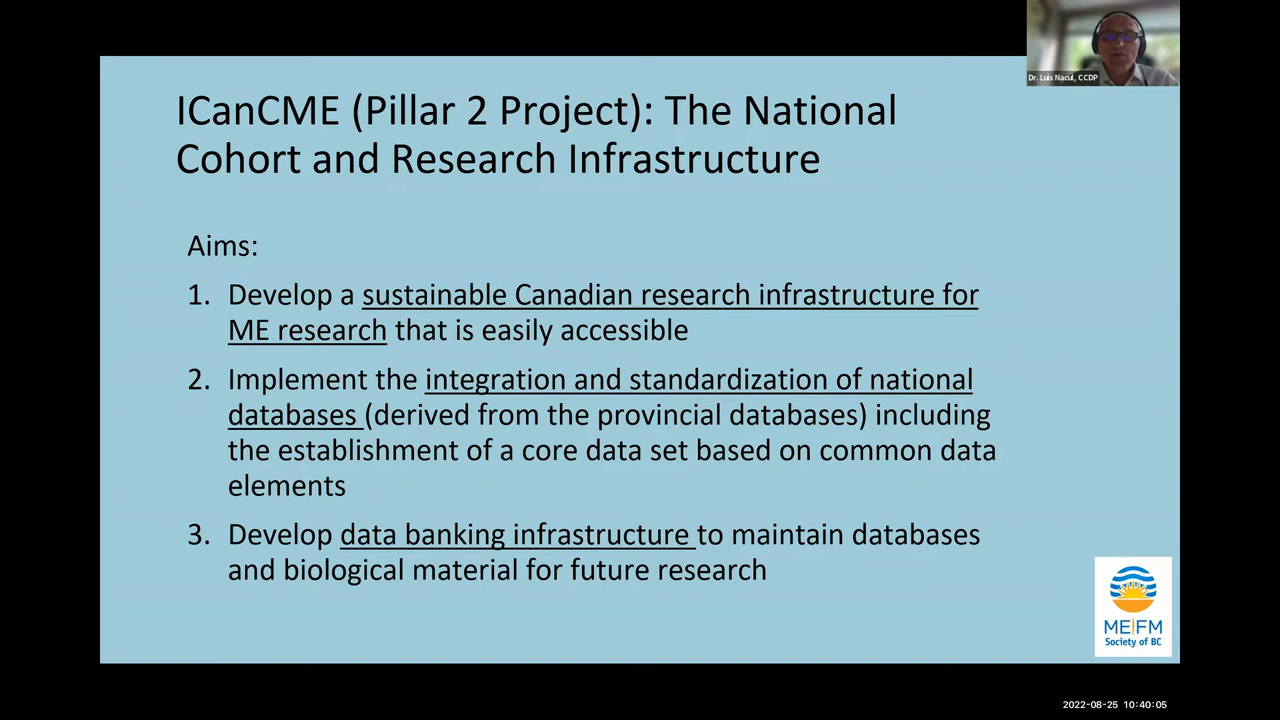 Dr. Luis Nacul, CCDP
ICanCME (Pillar 2 Project): The National
Cohort and Research Infrastructure
Aims:
1. Develop a sustainable Canadian research infrastructure for
ME research that is easily accessible
2. Implement the integration and standardization of national
databases (derived from the provincial databases) including
the establishment of a core data set based on common data
elements
3. Develop data banking infrastructure to maintain databases
and biological material for future research
ME|FM
Society of BC
2022-08-25 10:40:05